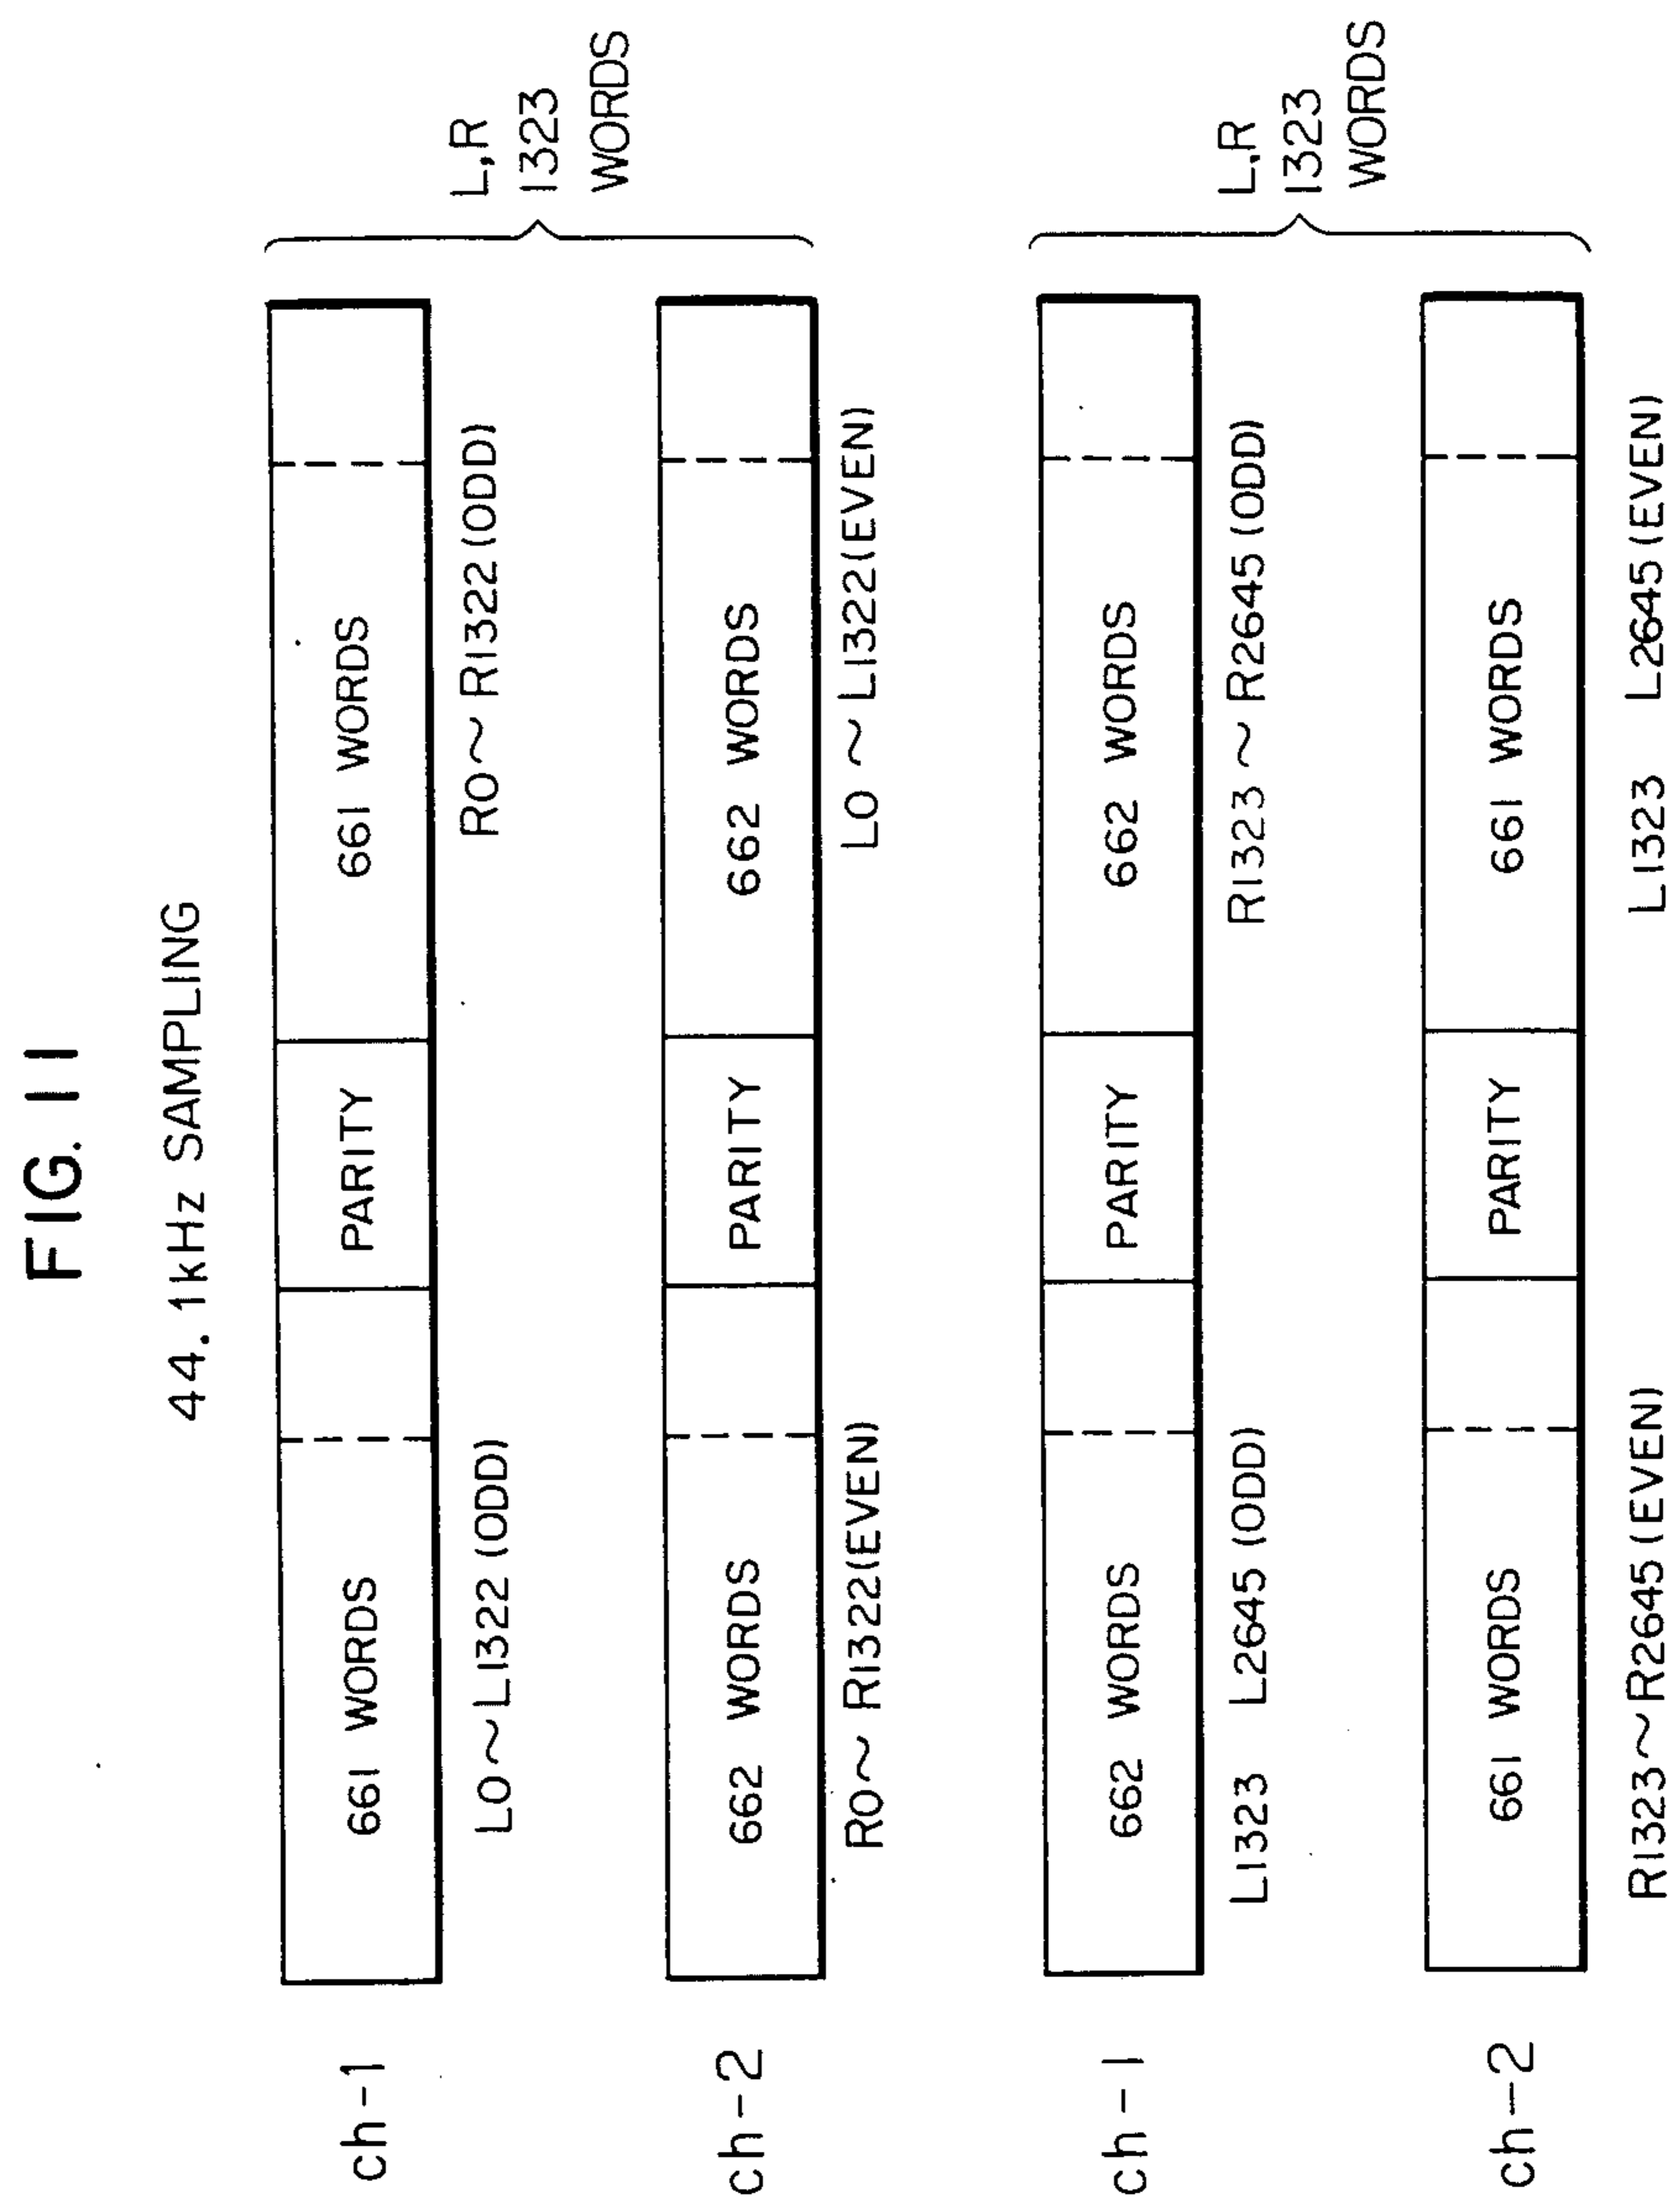 FIG. 11
44.1kHz SAMPLING
ch-1
661 WORDS
PARITY
661 WORDS
L0~L1322 (ODD)
R0~R1322 (ODD)
ch-2
662 WORDS
PARITY
662 WORDS
R0~R1322 (EVEN)
L0~L1322 (EVEN)
L,R
1323
WORDS
ch-1
662 WORDS
PARITY
662 WORDS
L1323 L2645 (ODD)
R1323~R2645 (ODD)
ch-2
661 WORDS
PARITY
661 WORDS
R1323~R2645 (EVEN)
L1323 L2645 (EVEN)
L,R
1323
WORDS